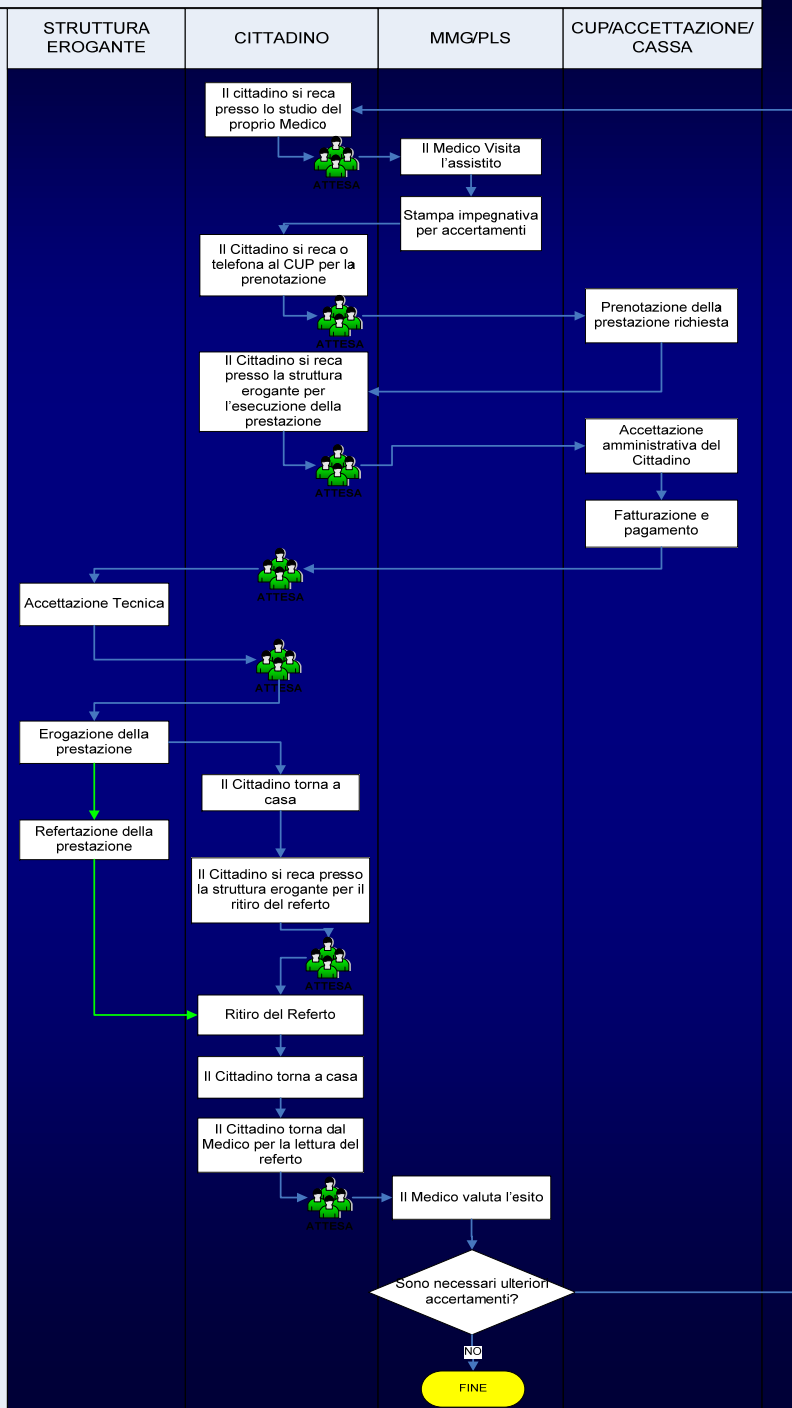 STRUTTURA
EROGANTE
CITTADINO
MMG/PLS
CUP/ACCETTAZIONE/
CASSA
Il cittadino si reca
presso lo studio del
proprio Medico
ATTESA
Il Medico Visita
l'assistito
Stampa impegnativa
per accertamenti
Il Cittadino si reca o
telefona al CUP per la
prenotazione
ATTESA
Prenotazione della
prestazione richiesta
Il Cittadino si reca
presso la struttura
erogante per
l'esecuzione della
prestazione
ATTESA
Accettazione
amministrativa del
Cittadino
Fatturazione e
pagamento
ATTESA
Accettazione Tecnica
ATTESA
Erogazione della
prestazione
Il Cittadino torna a
casa
Refertazione della
prestazione
Il Cittadino si reca presso
la struttura erogante per il
ritiro del referto
ATTESA
Ritiro del Referto
Il Cittadino torna a casa
Il Cittadino torna dal
Medico per la lettura del
referto
ATTESA
Il Medico valuta l'esito
Sono necessari ulteriori
accertamenti?
NO
FINE